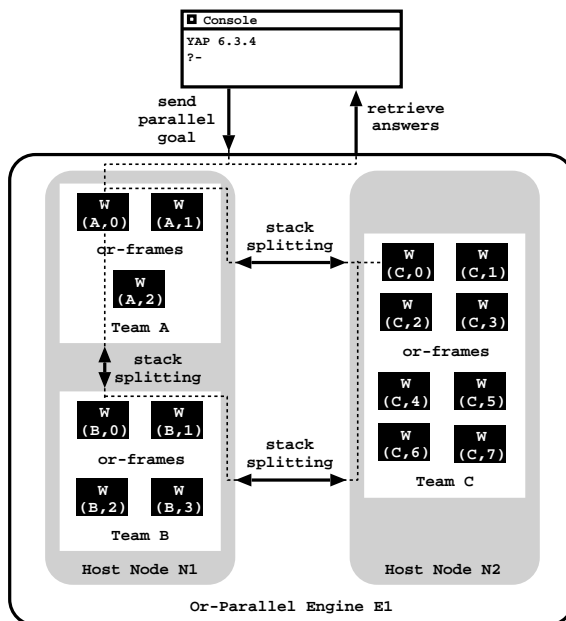 Console
YAP 6.3.4
?-
send
parallel
goal
retrieve
answers
W
(A,0)
W
(A,1)
or-frames
W
(A,2)
Team A
stack
splitting
W
(B,0)
W
(B,1)
or-frames
W
(B,2)
W
(B,3)
Team B
Host Node N1
stack
splitting
stack
splitting
W
(C,0)
W
(C,1)
W
(C,2)
W
(C,3)
or-frames
W
(C,4)
W
(C,5)
W
(C,6)
W
(C,7)
Team C
Host Node N2
Or-Parallel Engine E1